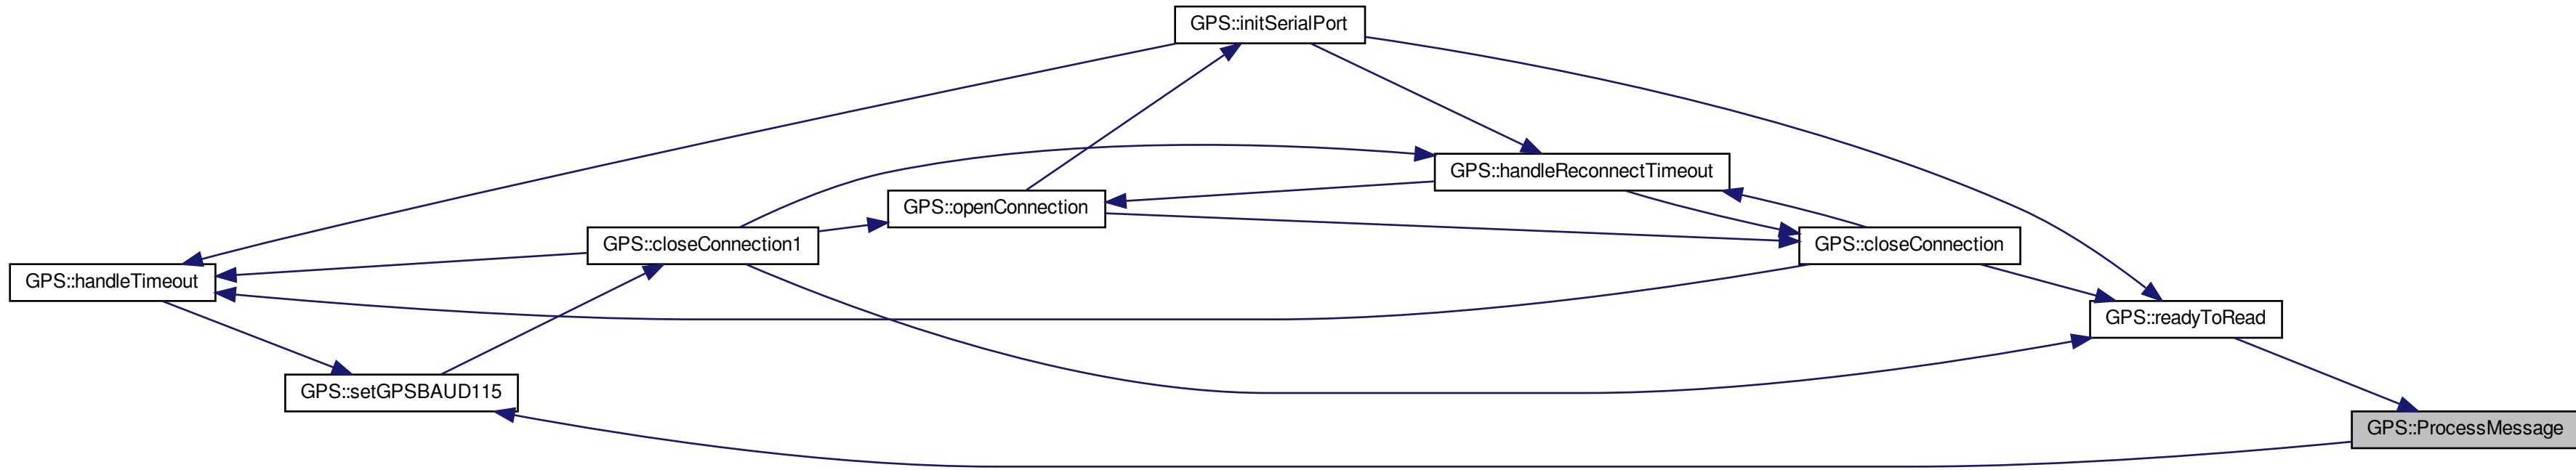 GPS::initSerialPort
GPS::handleReconnectTimeout
GPS::openConnection
GPS::closeConnection1
GPS::closeConnection
GPS::handleTimeout
GPS::readyToRead
GPS::setGPSBAUD115
GPS::ProcessMessage